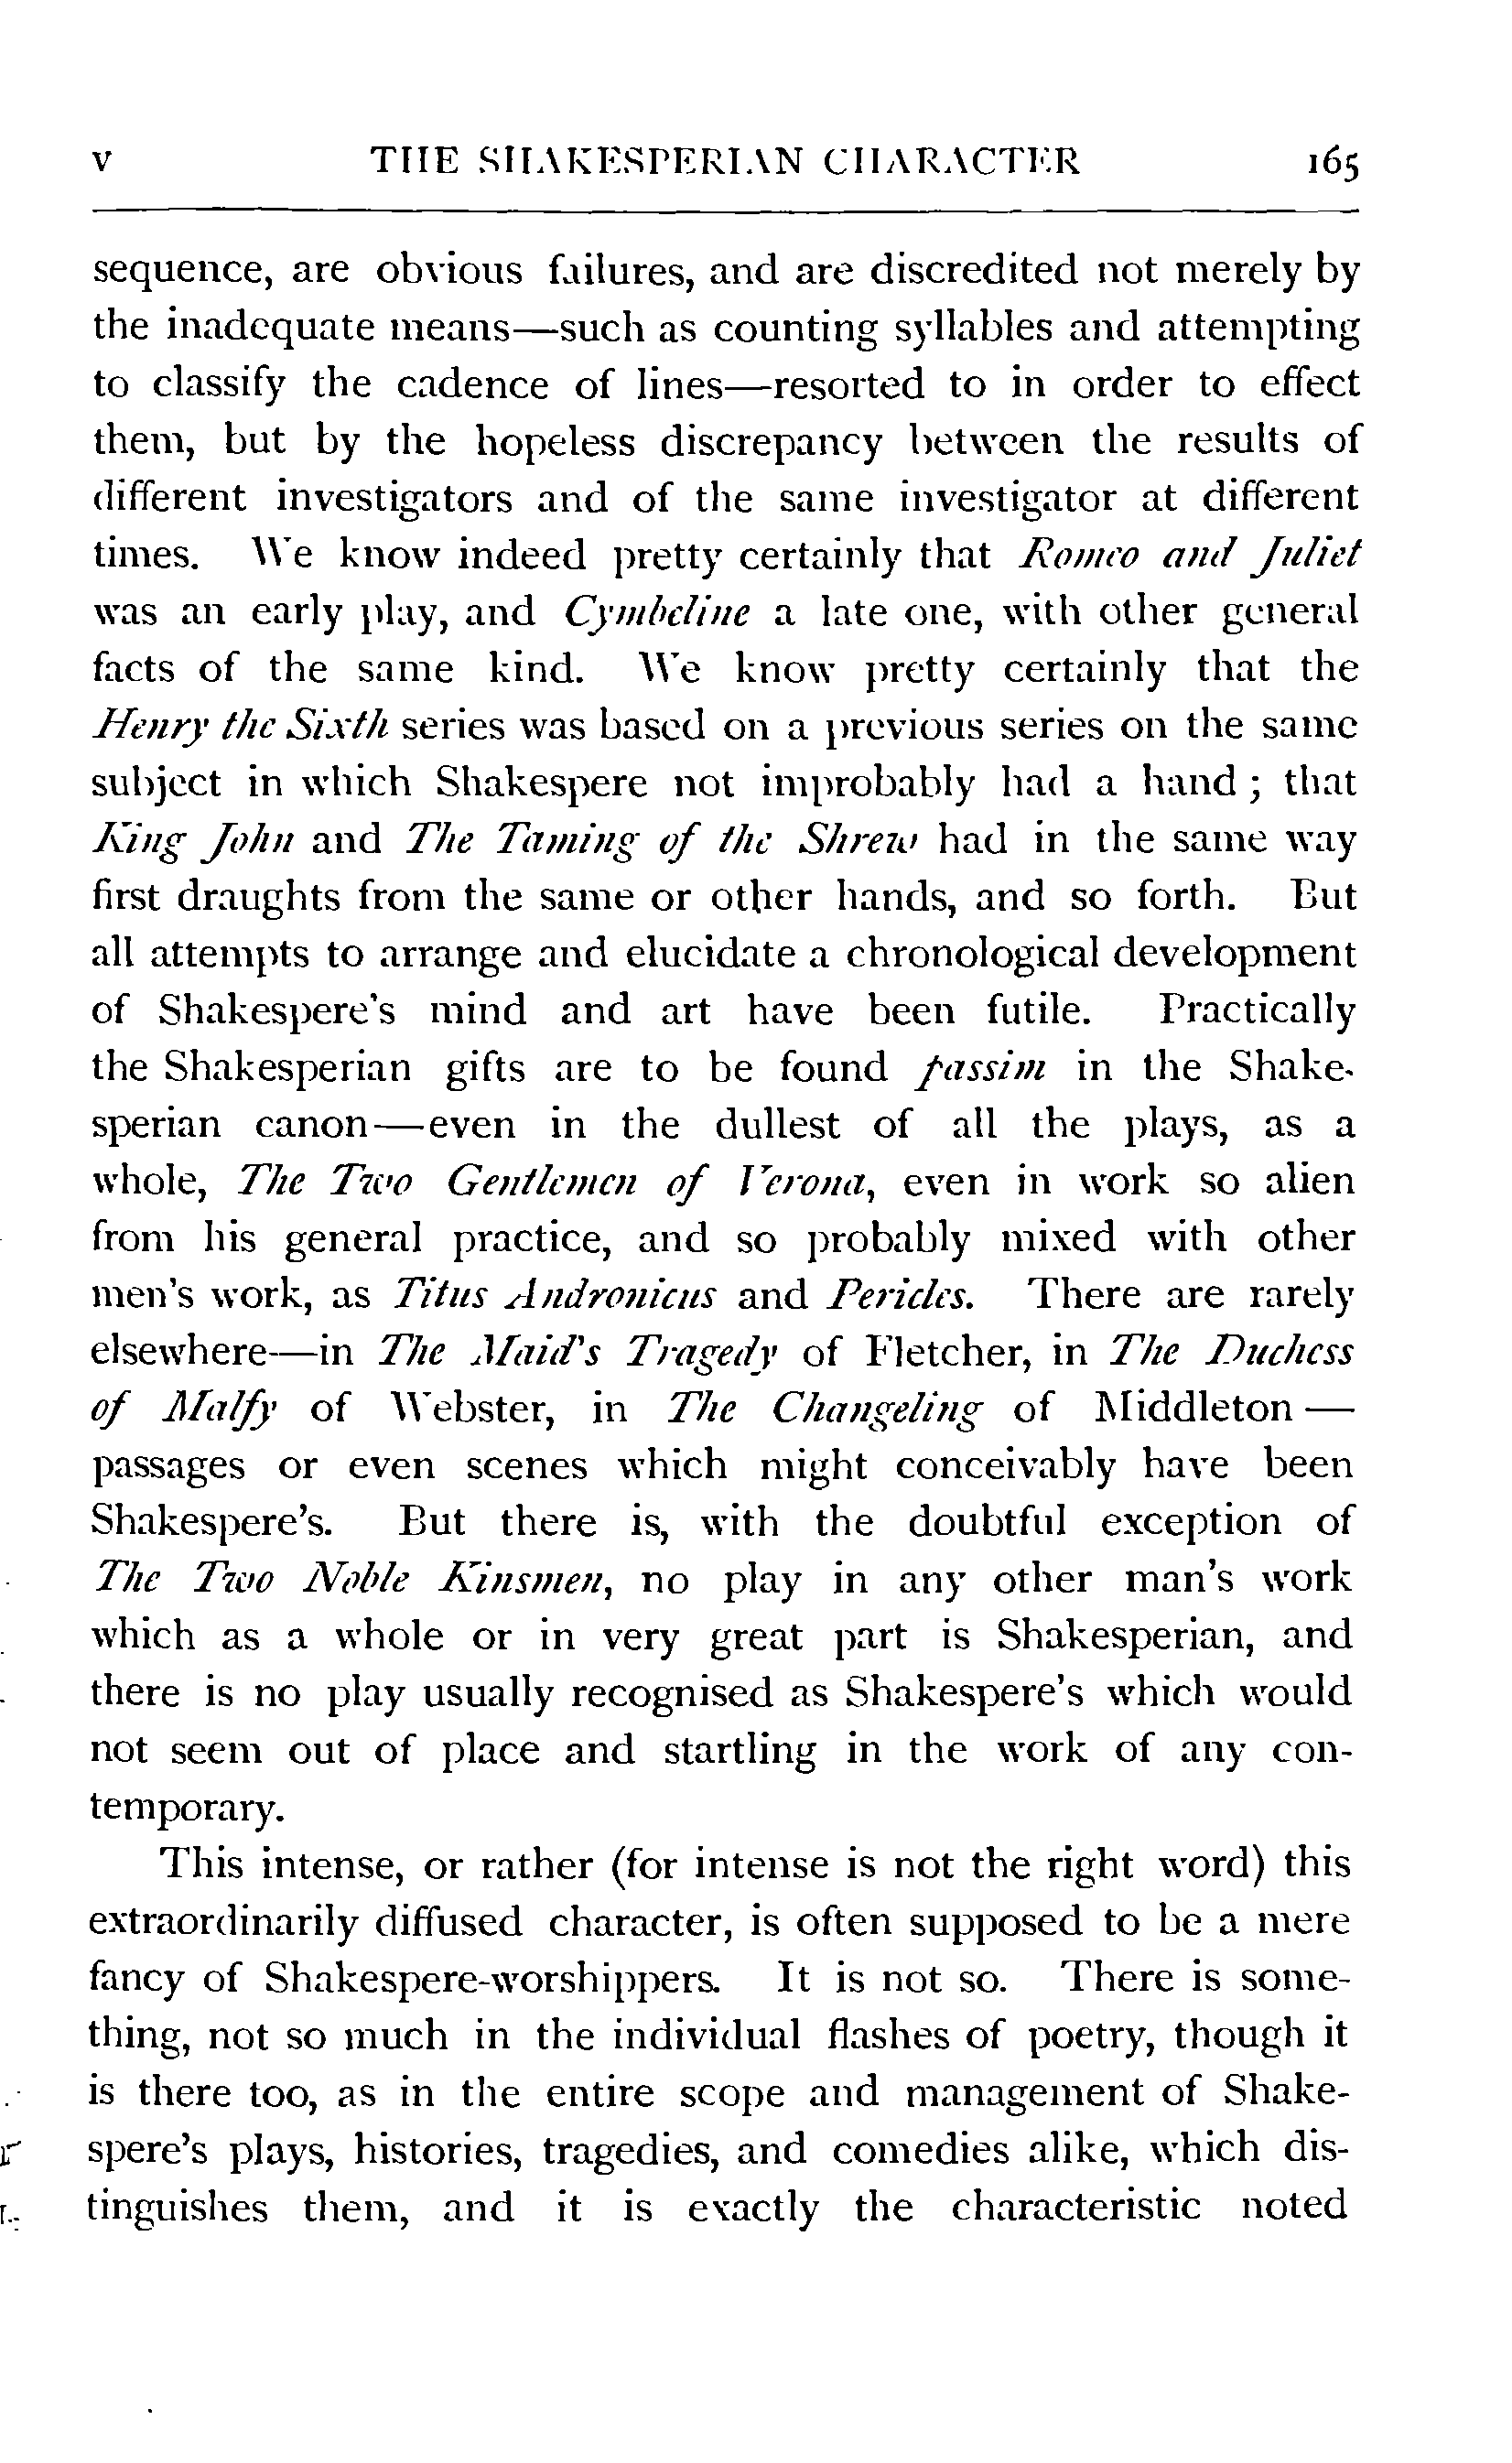 v THE SHAKESPERIAN CHARACTER 165
sequence, are obvious failures, and are discredited not merely by
the inadequate means—such as counting syllables and attempting
to classify the cadence of lines—resorted to in order to effect
them, but by the hopeless discrepancy between the results of
different investigators and of the same investigator at different
times. We know indeed pretty certainly that Romeo and Juliet
was an early play, and Cymbeline a late one, with other general
facts of the same kind. We know pretty certainly that the
Henry the Sixth series was based on a previous series on the same
subject in which Shakespere not improbably had a hand; that
King John and The Taming of the Shrew had in the same way
first draughts from the same or other hands, and so forth. But
all attempts to arrange and elucidate a chronological development
of Shakespere's mind and art have been futile. Practically
the Shakesperian gifts are to be found passim in the Shake-
sperian canon—even in the dullest of all the plays, as a
whole, The Two Gentlemen of Verona, even in work so alien
from his general practice, and so probably mixed with other
men's work, as Titus Andronicus and Pericles. There are rarely
elsewhere—in The Maid's Tragedy of Fletcher, in The Duchess
of Malfy of Webster, in The Changeling of Middleton—
passages or even scenes which might conceivably have been
Shakespere's. But there is, with the doubtful exception of
The Two Noble Kinsmen, no play in any other man's work
which as a whole or in very great part is Shakesperian, and
there is no play usually recognised as Shakespere's which would
not seem out of place and startling in the work of any con-
temporary.
This intense, or rather (for intense is not the right word) this
extraordinarily diffused character, is often supposed to be a mere
fancy of Shakespere-worshippers. It is not so. There is some-
thing, not so much in the individual flashes of poetry, though it
is there too, as in the entire scope and management of Shake-
spere's plays, histories, tragedies, and comedies alike, which dis-
tinguishes them, and it is exactly the characteristic noted